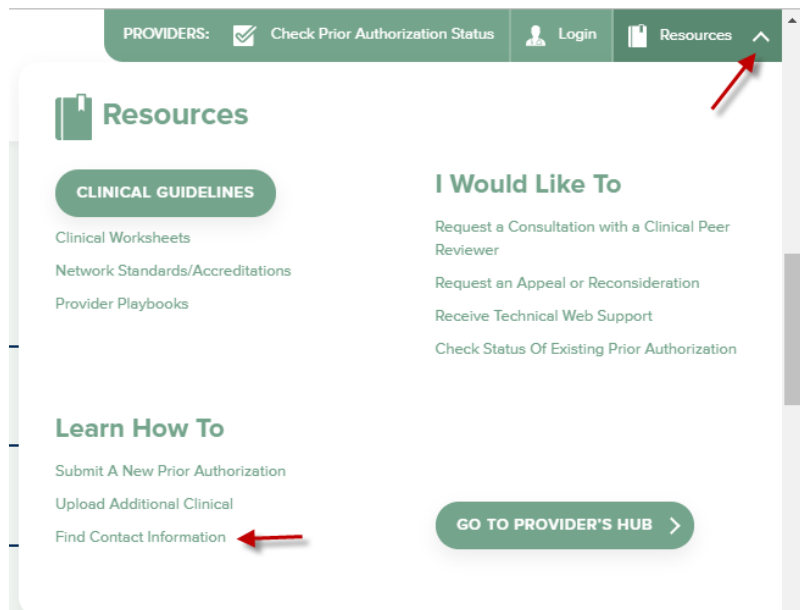 PROVIDERS: Check Prior Authorization Status Login Resources
Resources
CLINICAL GUIDELINES
Clinical Worksheets
Network Standards/Accreditations
Provider Playbooks
I Would Like To
Request a Consultation with a Clinical Peer
Reviewer
Request an Appeal or Reconsideration
Receive Technical Web Support
Check Status Of Existing Prior Authorization
Learn How To
Submit A New Prior Authorization
Upload Additional Clinical
Find Contact Information
GO TO PROVIDER'S HUB